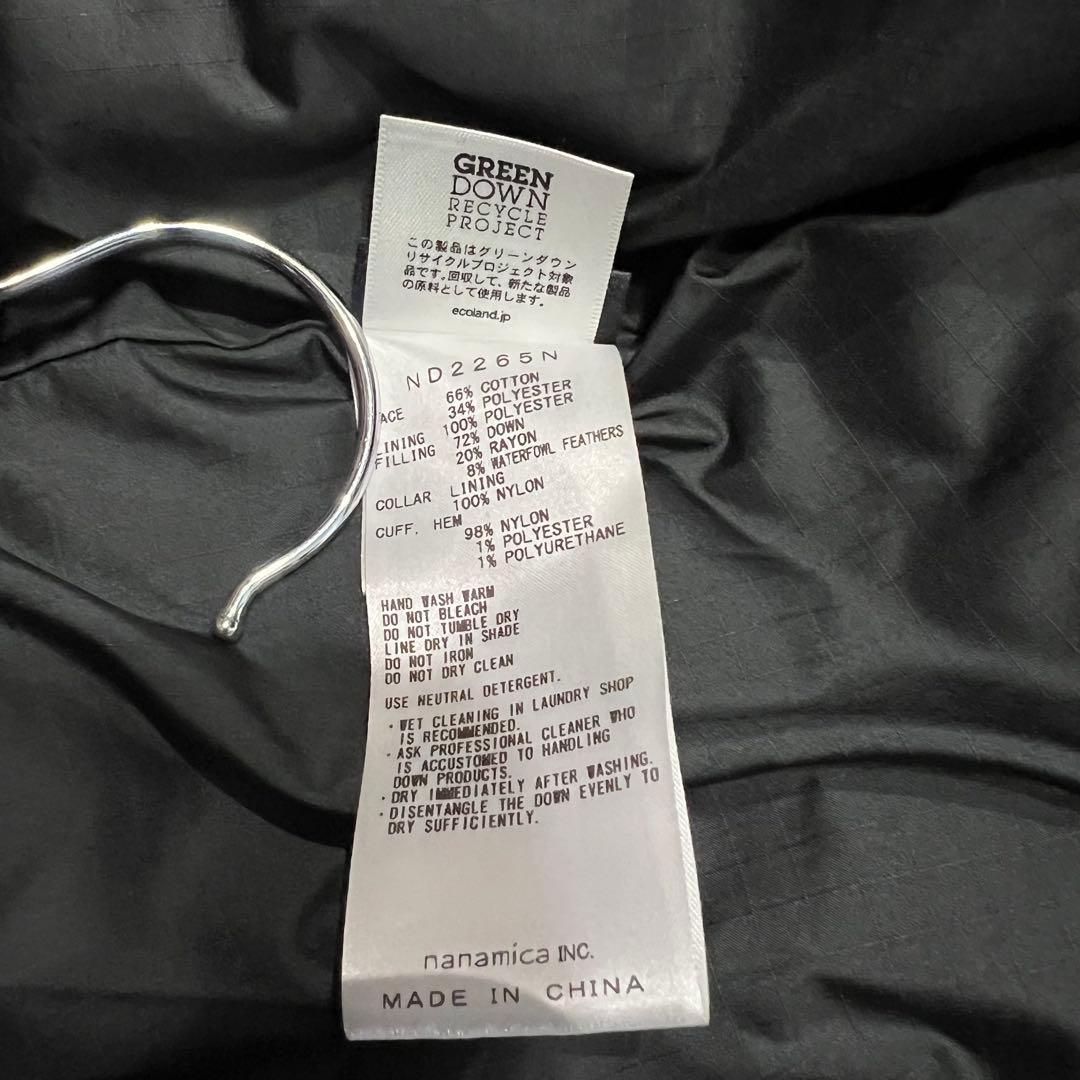 GREEN
DOWN
RECYCLE
PROJECT
この製品はグリーンダウン
リサイクルプロジェクト対象
品です。回収して、新たな製品
の原料として使用します。
ecoland.jp
ND2265N
ACE 66% COTTON
34% POLYESTER
LINING 100% POLYESTER
FILLING 72% DOWN
20% RAYON
8% WATERFOWL FEATHERS
COLLAR LINING
100% NYLON
CUFF. HEM
98% NYLON
1% POLYESTER
1% POLYURETHANE
HAND WASH WARM
DO NOT BLEACH
DO NOT TUMBLE DRY
LINE DRY IN SHADE
DO NOT IRON
DO NOT DRY CLEAN
USE NEUTRAL DETERGENT.
・WET CLEANING IN LAUNDRY SHOP
IS RECOMMENDED.
・ASK PROFESSIONAL CLEANER WHO
IS ACCUSTOMED TO HANDLING
DOWN PRODUCTS.
・DRY IMMEDIATELY AFTER WASHING.
・DISENTANGLE THE DOWN EVENLY TO
DRY SUFFICIENTLY.
nanamica INC.
MADE IN CHINA